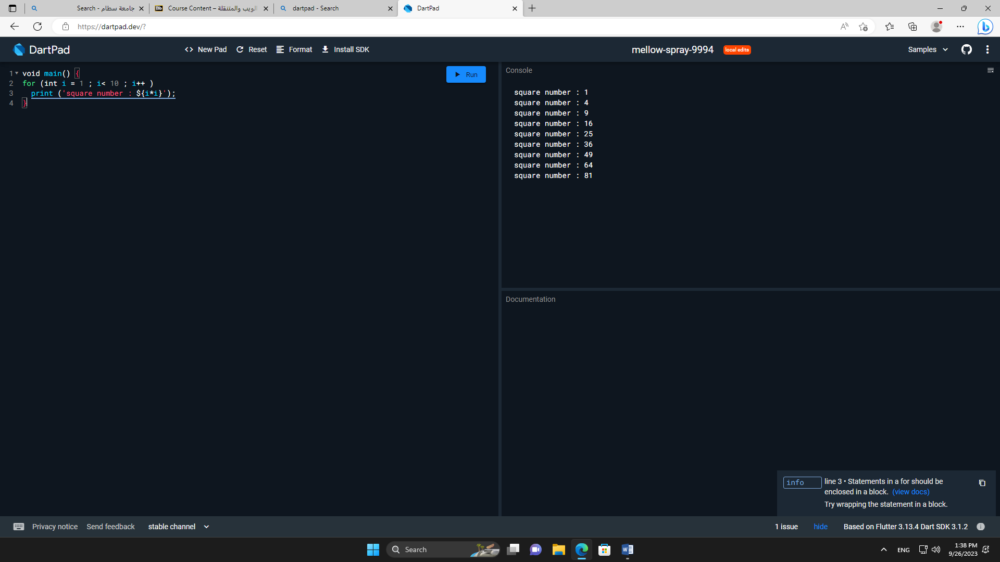 Search - جامعة سطام
Course Content – الويب والمتنقلة
dartpad - Search
DartPad
https://dartpad.dev/?
DartPad
New Pad
Reset
Format
Install SDK
mellow-spray-9994
local edits
Samples
1 void main() {
2 for (int i = 1 ; i< 10 ; i++ )
3 print ('square number : ${i*i}');
4 }
Run
Console
square number : 1
square number : 4
square number : 9
square number : 16
square number : 25
square number : 36
square number : 49
square number : 64
square number : 81
Documentation
info
line 3 • Statements in a for should be
enclosed in a block. (view docs)
Try wrapping the statement in a block.
Privacy notice
Send feedback
stable channel
1 issue
hide
Based on Flutter 3.13.4 Dart SDK 3.1.2
Search
ENG
1:38 PM
9/26/2023